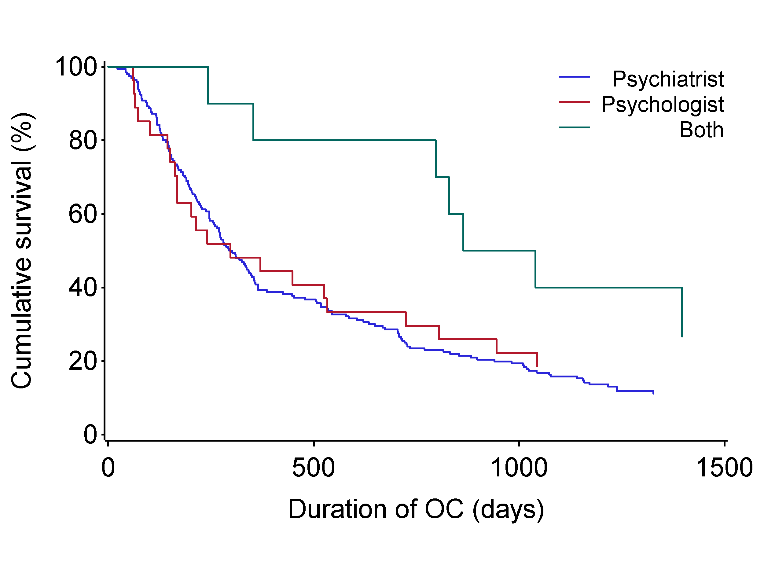 100
80
60
40
20
0
Cumulative survival (%)
Psychiatrist
Psychologist
Both
0 500 1000 1500
Duration of OC (days)